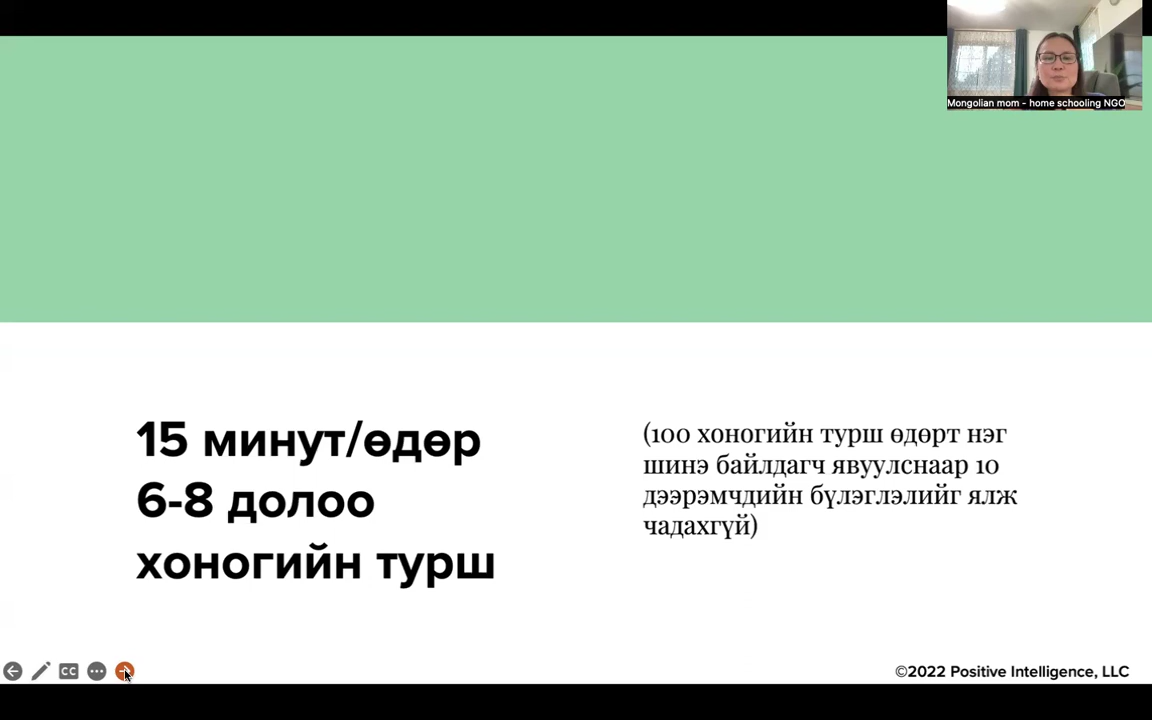 Mongolian mom - home schooling NGO
15 минут/өдөр
6-8 долоо
хоногийн турш
(100 хоногийн турш өдөрт нэг
шинэ байлдагч явуулснаар 10
дээрэмчдийн бүлэглэлийг ялж
чадахгүй)
CC
©2022 Positive Intelligence, LLC